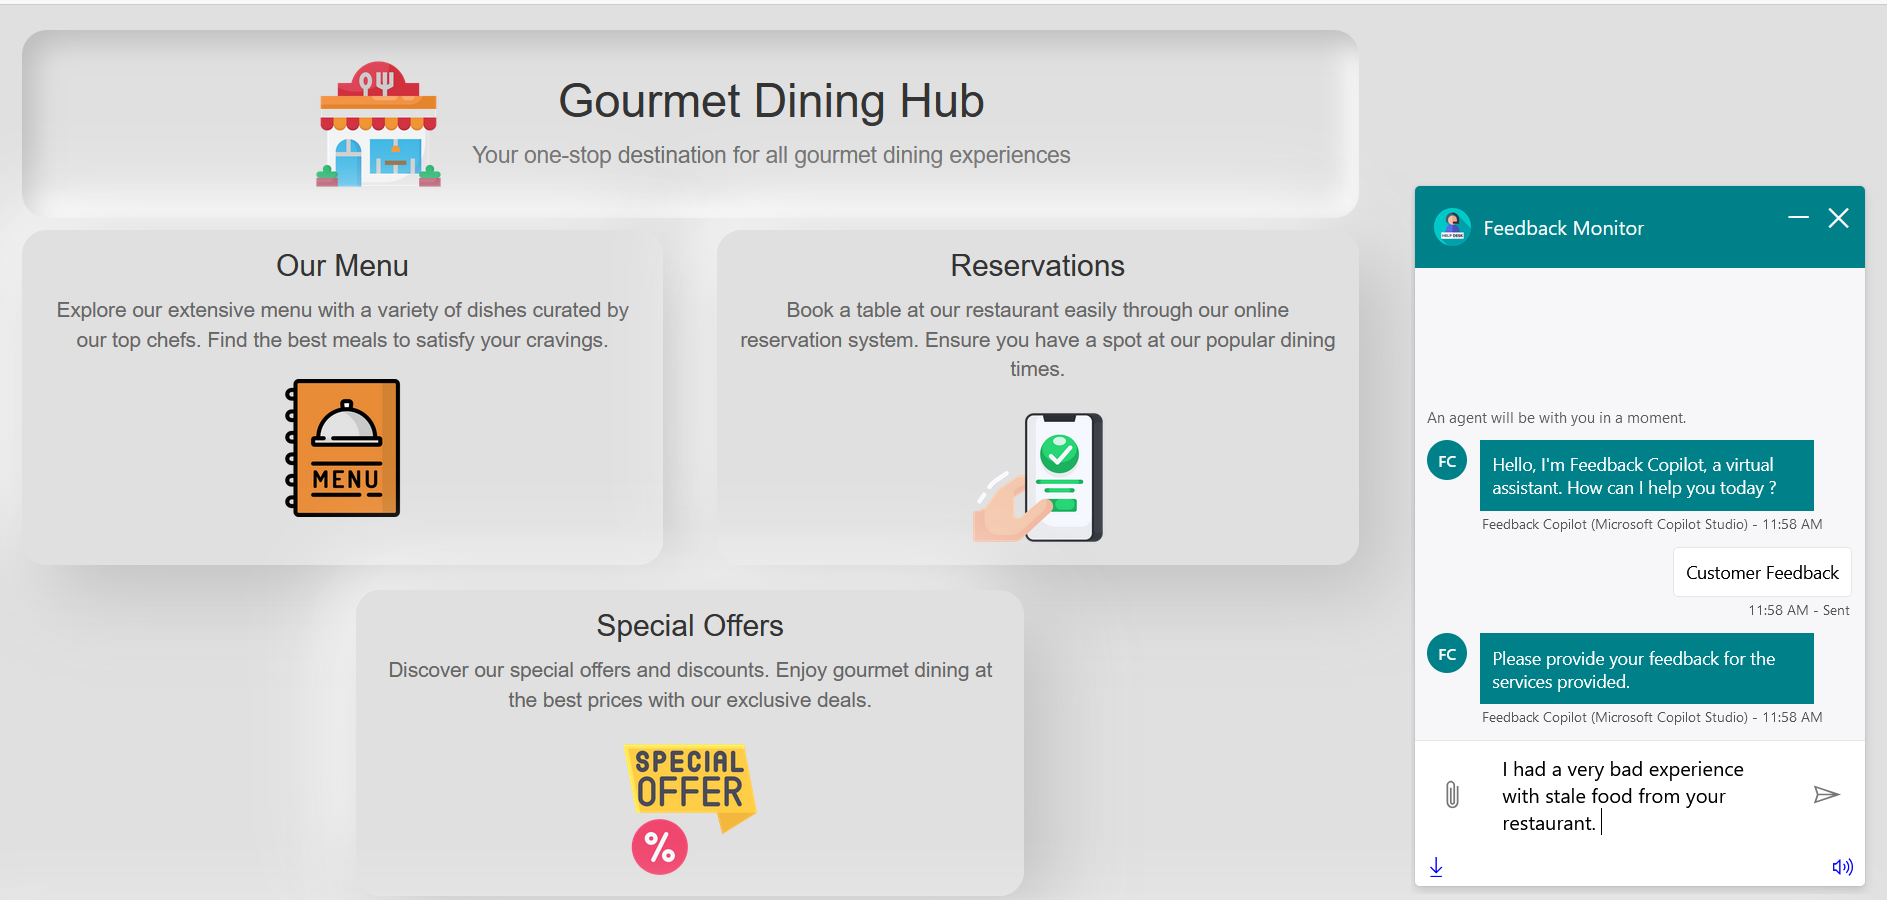 Gourmet Dining Hub
Your one-stop destination for all gourmet dining experiences
Our Menu
Explore our extensive menu with a variety of dishes curated by
our top chefs. Find the best meals to satisfy your cravings.
MENU
Reservations
Book a table at our restaurant easily through our online
reservation system. Ensure you have a spot at our popular dining
times.
Special Offers
Discover our special offers and discounts. Enjoy gourmet dining at
the best prices with our exclusive deals.
SPECIAL
OFFER
%
HELP DESK
Feedback Monitor
An agent will be with you in a moment.
FC
Hello, I'm Feedback Copilot, a virtual
assistant. How can I help you today ?
Feedback Copilot (Microsoft Copilot Studio) - 11:58 AM
Customer Feedback
11:58 AM - Sent
FC
Please provide your feedback for the
services provided.
Feedback Copilot (Microsoft Copilot Studio) - 11:58 AM
I had a very bad experience
with stale food from your
restaurant.